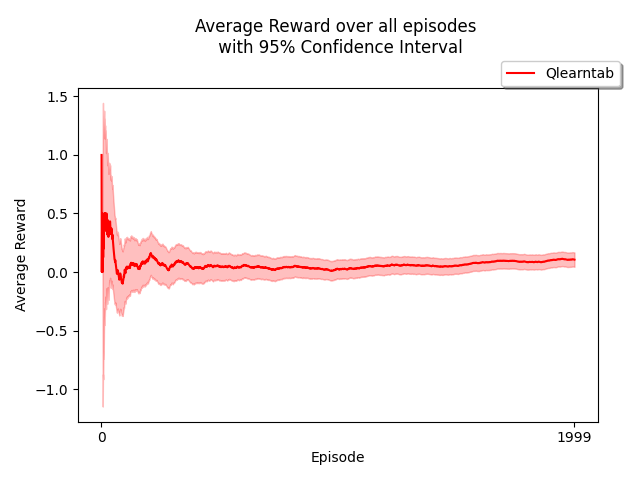 Average Reward over all episodes
with 95% Confidence Interval
Qlearntab
1.5
1.0
0.5
0.0
−0.5
−1.0
Average Reward
0
1999
Episode